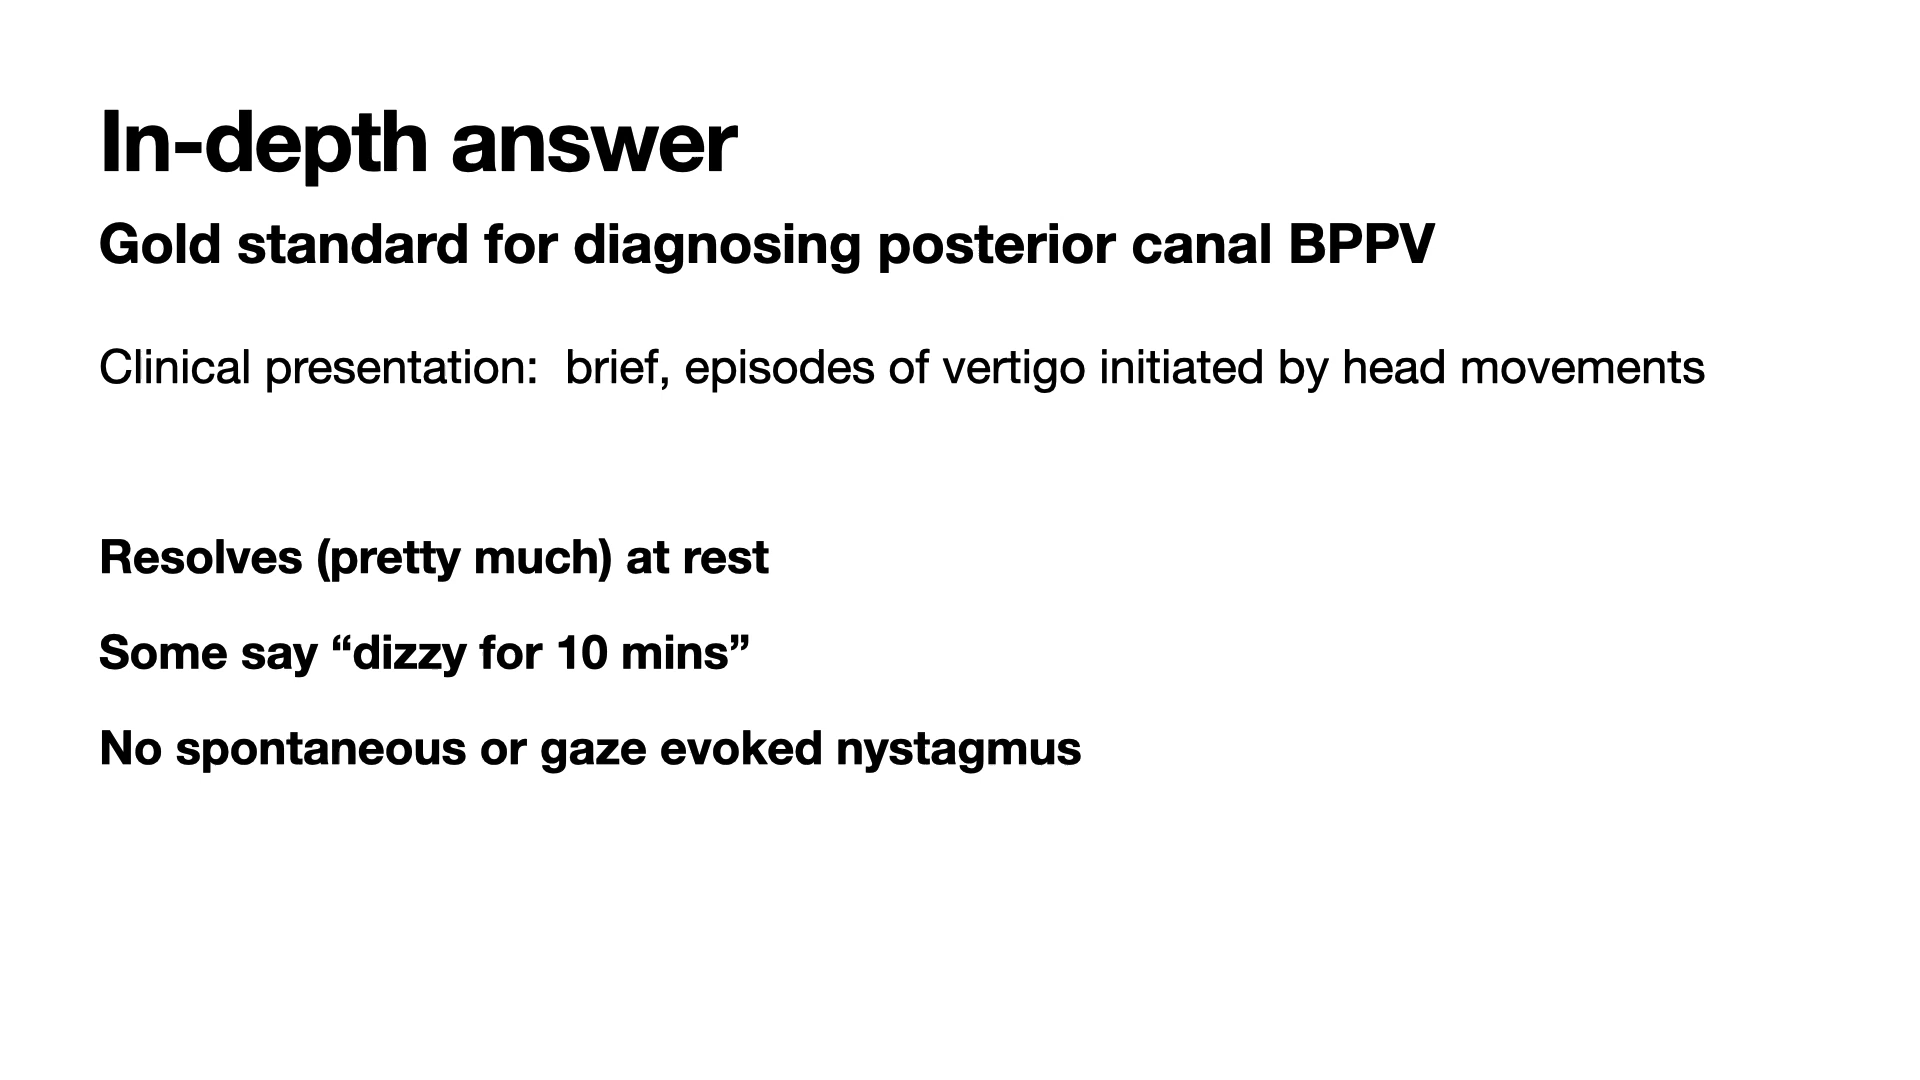 In-depth answer
Gold standard for diagnosing posterior canal BPPV
Clinical presentation:  brief, episodes of vertigo initiated by head movements
Resolves (pretty much) at rest
Some say “dizzy for 10 mins”
No spontaneous or gaze evoked nystagmus